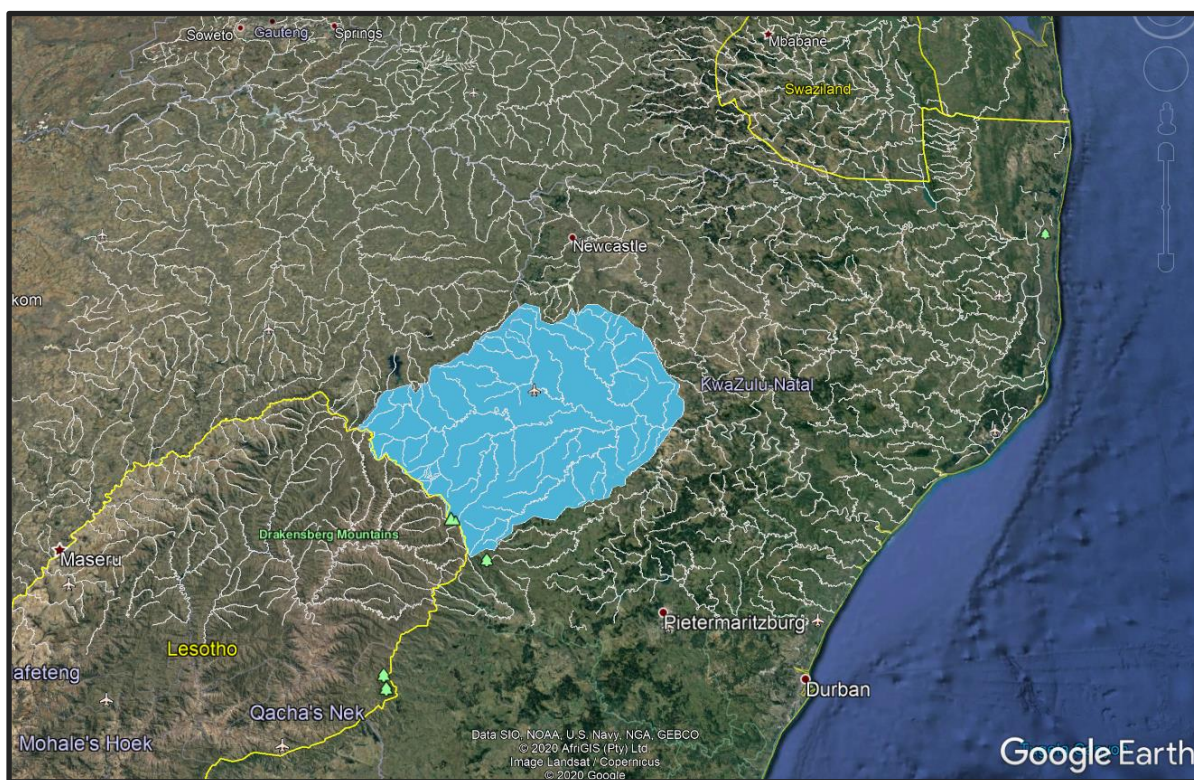 Soweto
Gauteng
Springs
Mbabane
Swaziland
Newcastle
kom
KwaZulu-Natal
Drakensberg Mountains
Maseru
Lesotho
Pietermaritzburg
afeteng
Durban
Qacha's Nek
Mohale's Hoek
Data SIO, NOAA, U.S. Navy, NGA, GEBCO
© 2020 AfriGIS (Pty) Ltd
Image Landsat / Copernicus
© 2020 Google
Google Earth